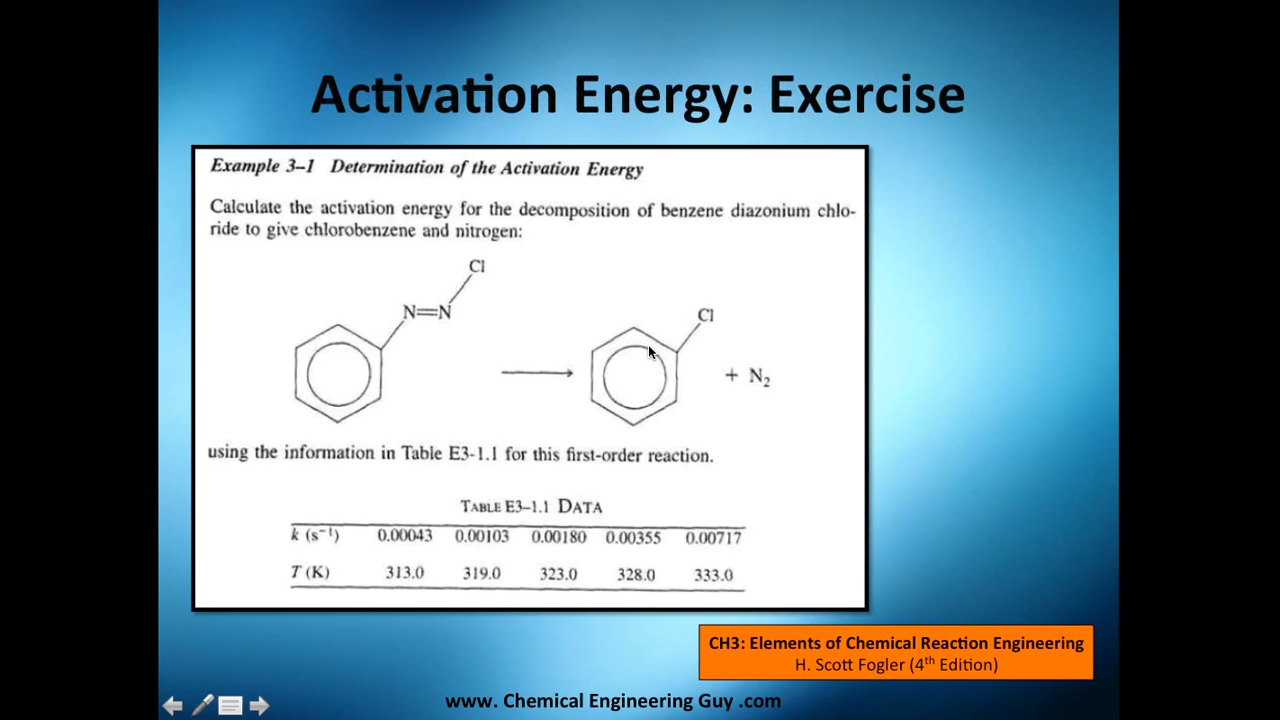 Activation Energy: Exercise
Example 3–1 Determination of the Activation Energy
Calculate the activation energy for the decomposition of benzene diazonium chlo-
ride to give chlorobenzene and nitrogen:
Cl
N=N
Cl
+ N₂
using the information in Table E3-1.1 for this first-order reaction.
TABLE E3–1.1 DATA
k (s⁻¹) 0.00043 0.00103 0.00180 0.00355 0.00717
T (K) 313.0 319.0 323.0 328.0 333.0
CH3: Elements of Chemical Reaction Engineering
H. Scott Fogler (4th Edition)
www. Chemical Engineering Guy .com